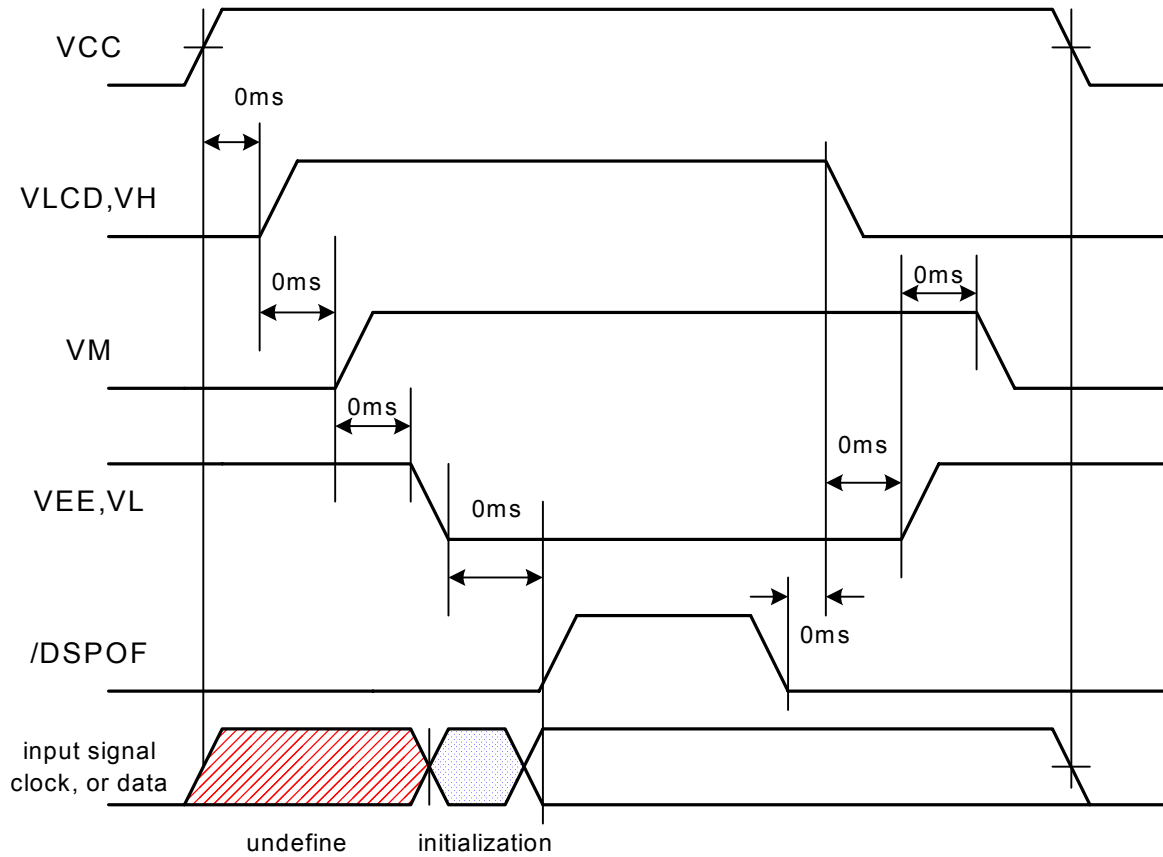 VCC
0ms
VLCD,VH
0ms
0ms
VM
0ms
0ms
VEE,VL
0ms
0ms
/DSPOF
input signal
clock, or data
undefine
initialization